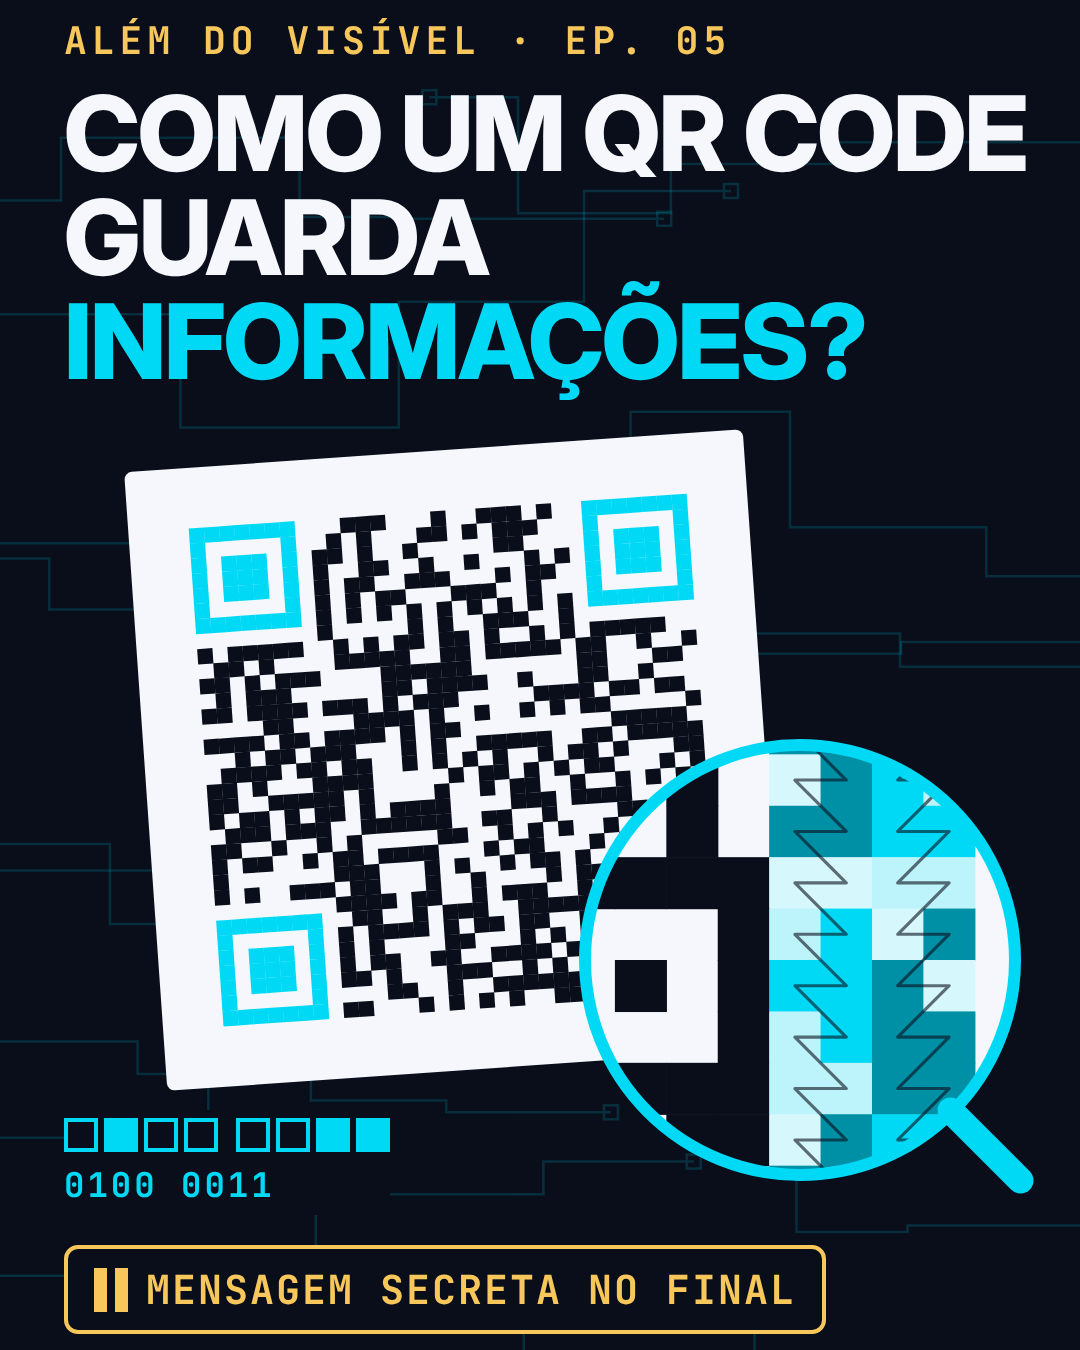 ALÉM DO VISÍVEL · EP. 05
COMO UM QR CODE
GUARDA
INFORMAÇÕES?
0100 0011
MENSAGEM SECRETA NO FINAL